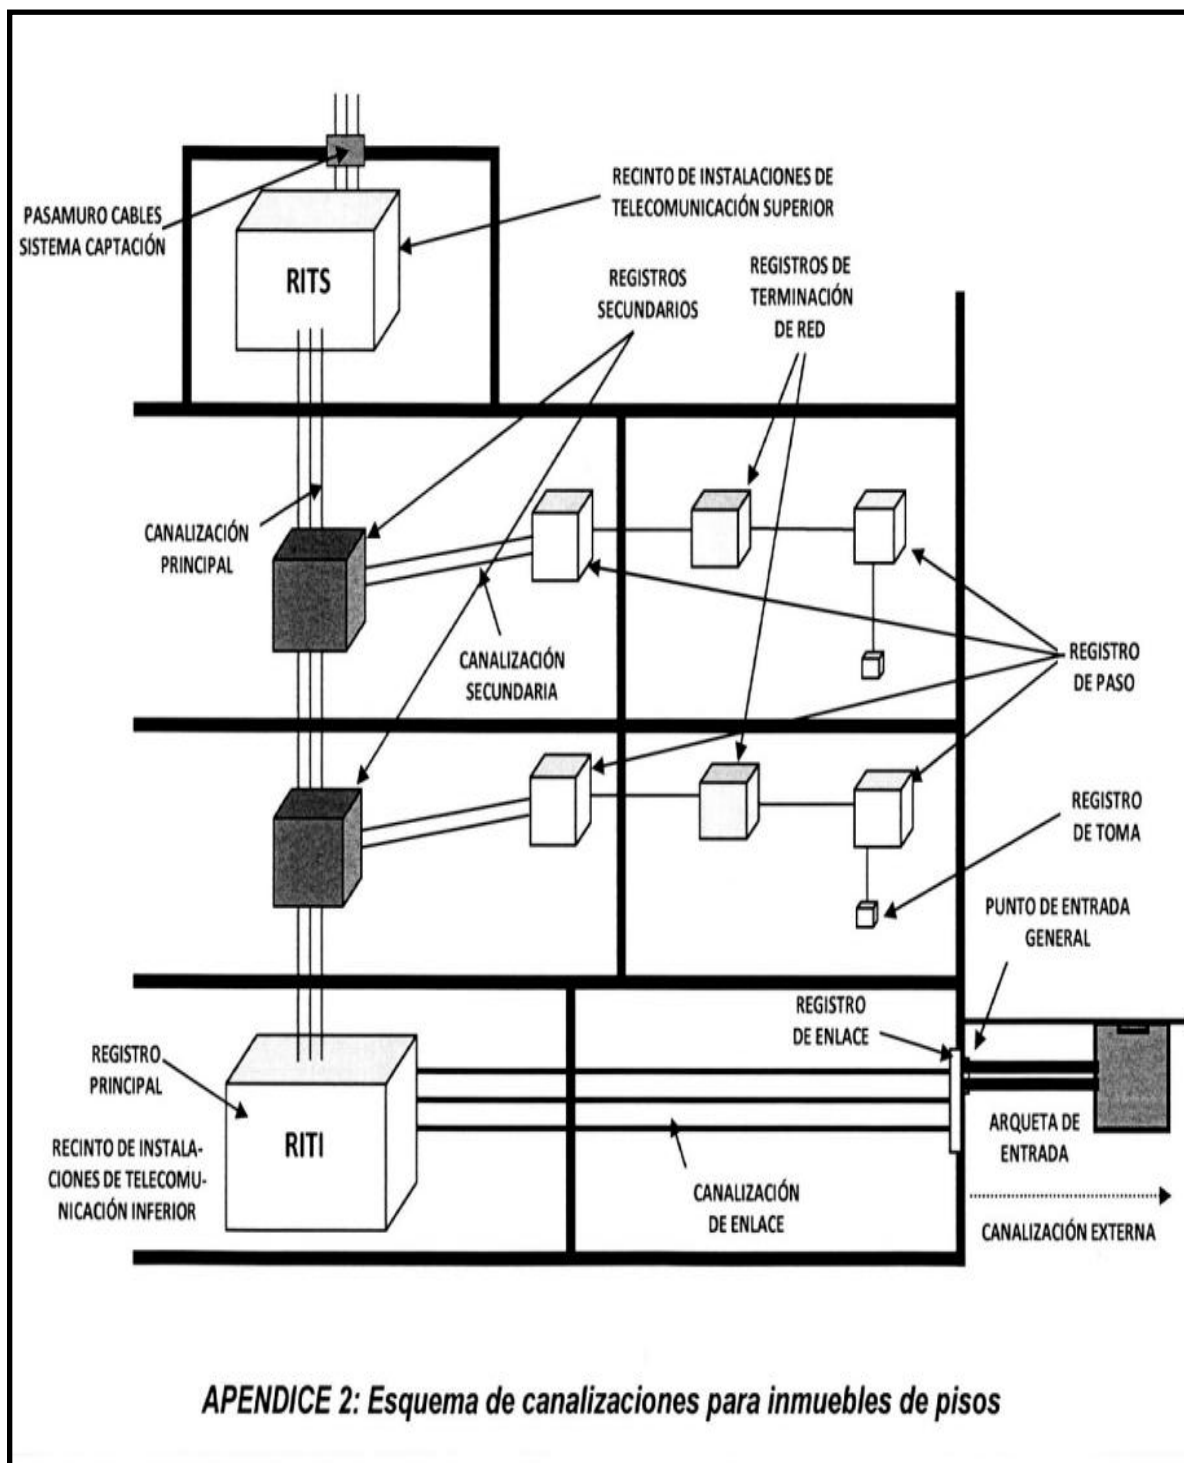 PASAMURO CABLES
SISTEMA CAPTACIÓN
RITS
RECINTO DE INSTALACIONES DE
TELECOMUNICACIÓN SUPERIOR
REGISTROS
SECUNDARIOS
REGISTROS DE
TERMINACIÓN
DE RED
CANALIZACIÓN
PRINCIPAL
CANALIZACIÓN
SECUNDARIA
REGISTRO
DE PASO
REGISTRO
DE TOMA
PUNTO DE ENTRADA
GENERAL
REGISTRO
DE ENLACE
REGISTRO
PRINCIPAL
RECINTO DE INSTALA-
CIONES DE TELECOMU-
NICACIÓN INFERIOR
RITI
CANALIZACIÓN
DE ENLACE
ARQUETA DE
ENTRADA
CANALIZACIÓN EXTERNA
APENDICE 2: Esquema de canalizaciones para inmuebles de pisos